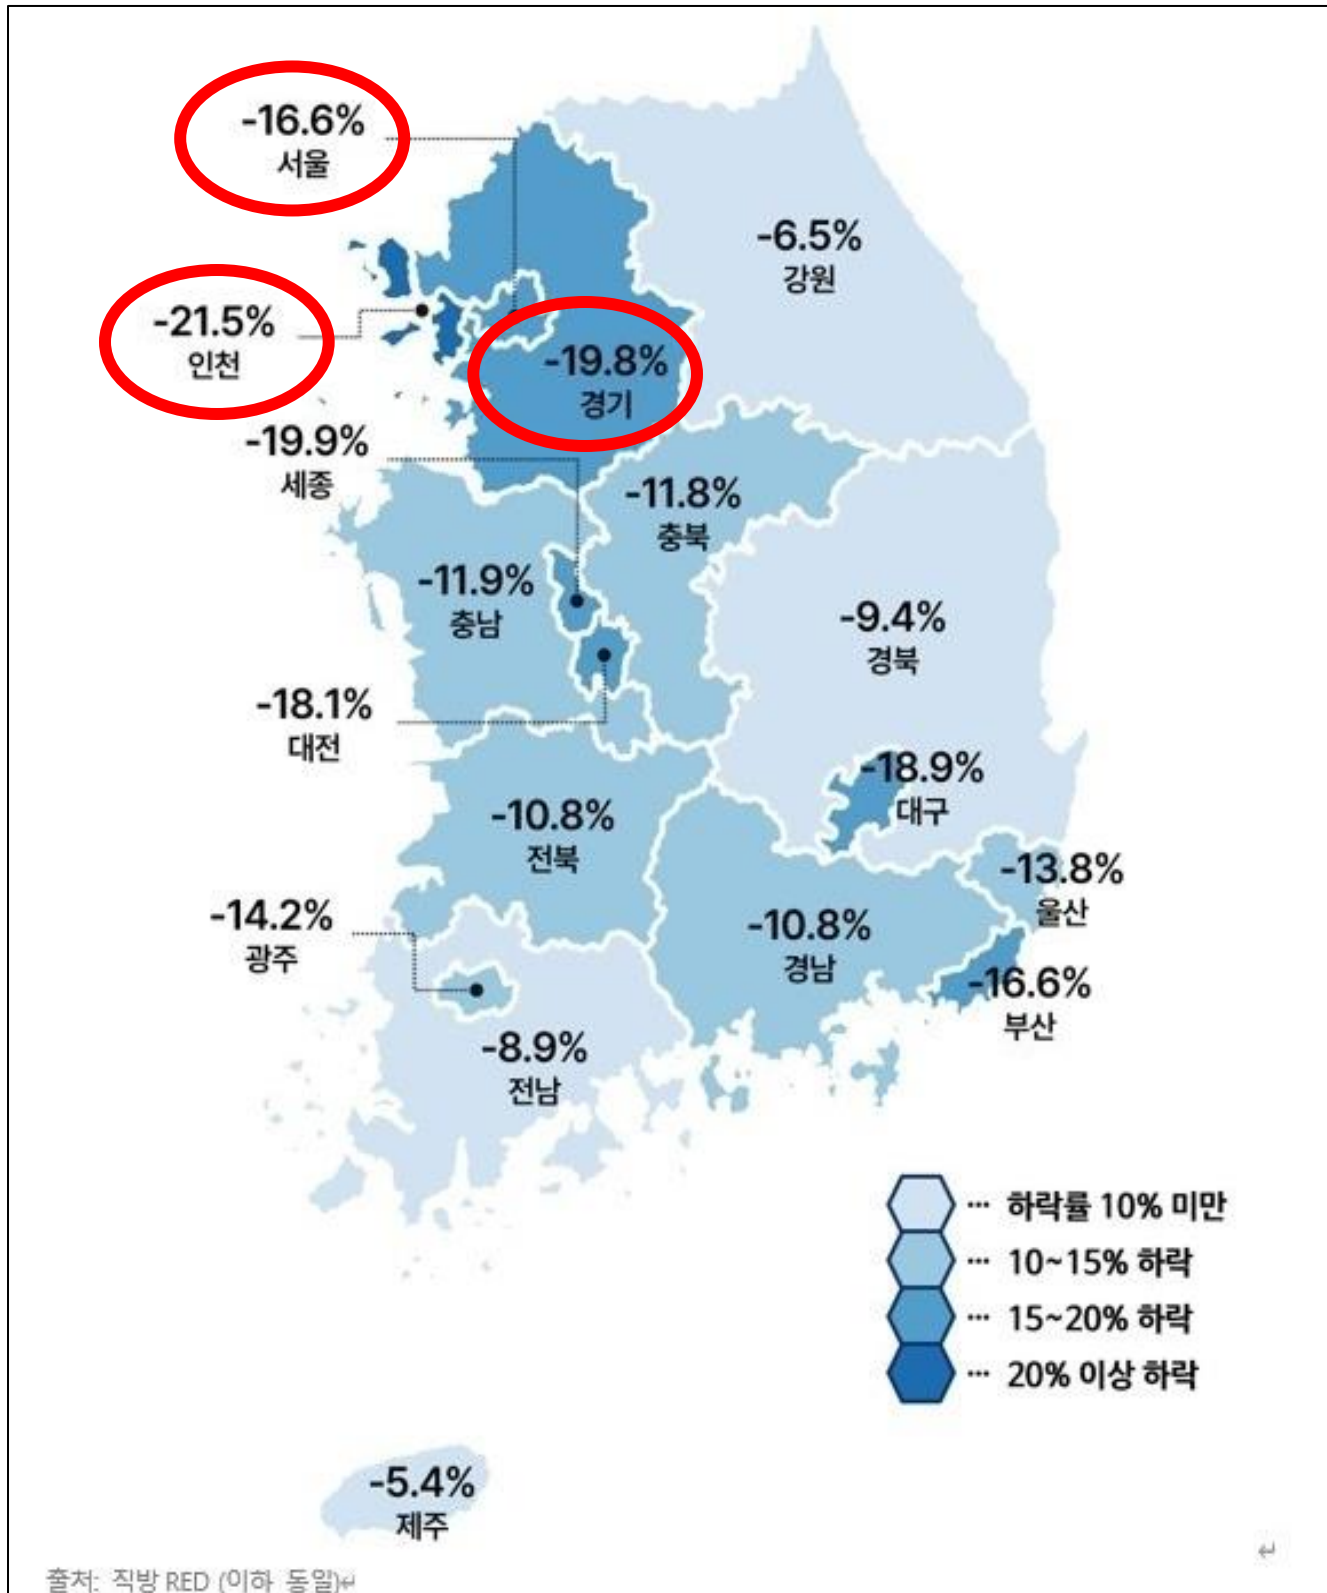 -16.6%
서울
-6.5%
강원
-21.5%
인천
-19.8%
경기
-19.9%
세종
-11.8%
충북
-11.9%
충남
-9.4%
경북
-18.1%
대전
-18.9%
대구
-10.8%
전북
-13.8%
울산
-14.2%
광주
-10.8%
경남
-16.6%
부산
-8.9%
전남
··· 하락률 10% 미만
··· 10~15% 하락
··· 15~20% 하락
··· 20% 이상 하락
-5.4%
제주
↵
출처: 직방 RED (이하 동일)↵